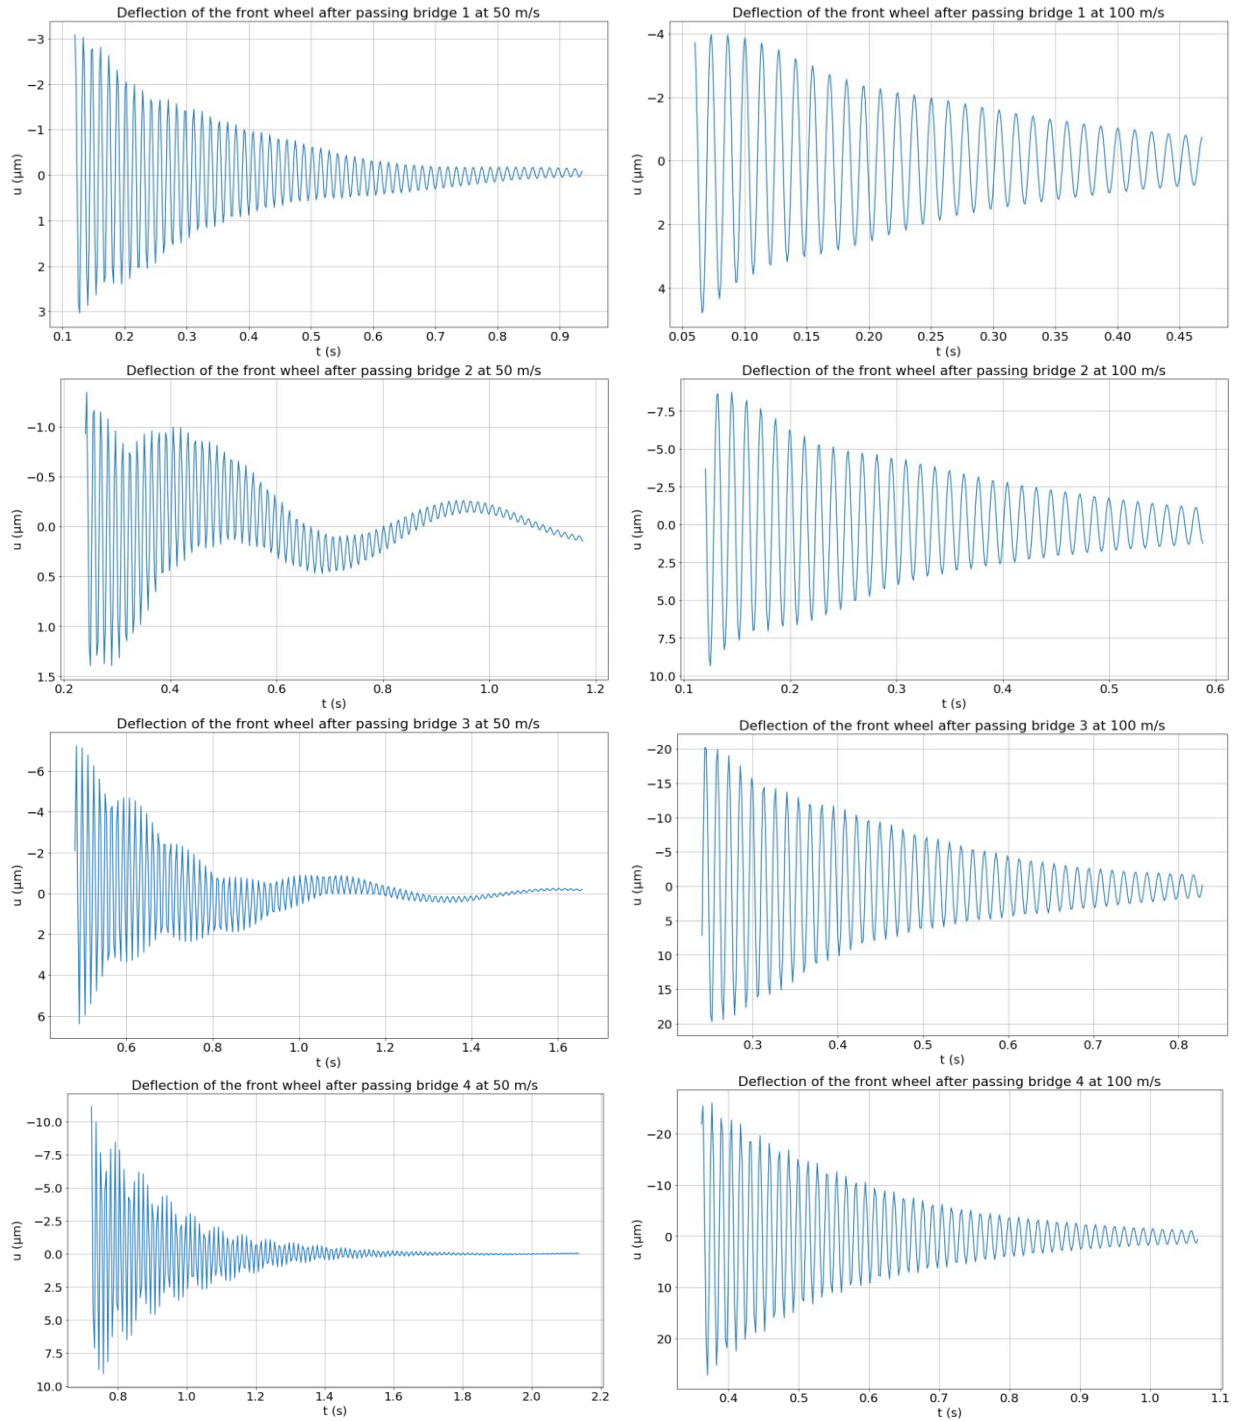 Deflection of the front wheel after passing bridge 1 at 50 m/s
−3
−2
−1
0
1
2
3
u (μm)
0.1 0.2 0.3 0.4 0.5 0.6 0.7 0.8 0.9
t (s)
Deflection of the front wheel after passing bridge 1 at 100 m/s
−4
−2
0
2
4
u (μm)
0.05 0.10 0.15 0.20 0.25 0.30 0.35 0.40 0.45
t (s)
Deflection of the front wheel after passing bridge 2 at 50 m/s
−1.0
−0.5
0.0
0.5
1.0
1.5
u (μm)
0.2 0.4 0.6 0.8 1.0 1.2
t (s)
Deflection of the front wheel after passing bridge 2 at 100 m/s
−7.5
−5.0
−2.5
0.0
2.5
5.0
7.5
10.0
u (μm)
0.1 0.2 0.3 0.4 0.5 0.6
t (s)
Deflection of the front wheel after passing bridge 3 at 50 m/s
−6
−4
−2
0
2
4
6
u (μm)
0.6 0.8 1.0 1.2 1.4 1.6
t (s)
Deflection of the front wheel after passing bridge 3 at 100 m/s
−20
−15
−10
−5
0
5
10
15
20
u (μm)
0.3 0.4 0.5 0.6 0.7 0.8
t (s)
Deflection of the front wheel after passing bridge 4 at 50 m/s
−10.0
−7.5
−5.0
−2.5
0.0
2.5
5.0
7.5
10.0
u (μm)
0.8 1.0 1.2 1.4 1.6 1.8 2.0 2.2
t (s)
Deflection of the front wheel after passing bridge 4 at 100 m/s
−20
−10
0
10
20
u (μm)
0.4 0.5 0.6 0.7 0.8 0.9 1.0 1.1
t (s)